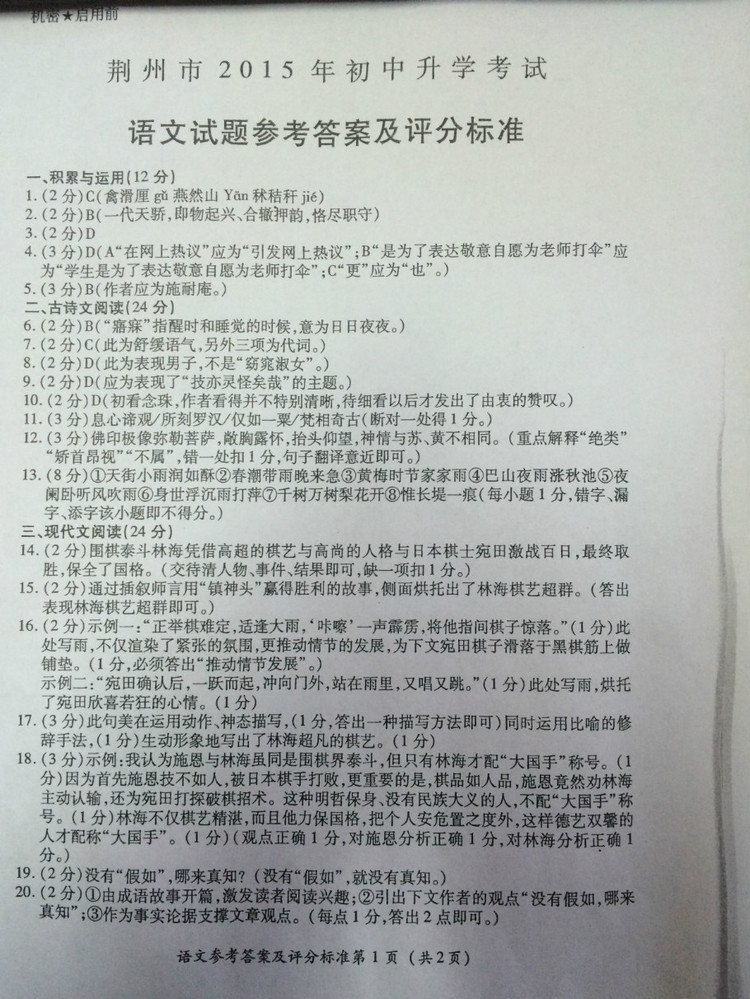 机密★启用前
荆州市2015年初中升学考试
语文试题参考答案及评分标准
一、积累与运用(12分)
1.(2分)C(禽滑厘 gǔ 燕然山 Yān 秫秸秆 jié)
2.(2分)B(一代天骄,即物起兴、合辙押韵,恪尽职守)
3.(2分)D
4.(3分)D(A“在网上热议”应为“引发网上热议”;B“是为了表达敬意自愿为老师打伞”应
为“学生是为了表达敬意自愿为老师打伞”;C“更”应为“也”。)
5.(3分)B(作者应为施耐庵。)
二、古诗文阅读(24分)
6.(2分)B(“寤寐”指醒时和睡觉的时候,意为日日夜夜。)
7.(2分)C(此为舒缓语气,另外三项为代词。)
8.(2分)D(此为表现男子,不是“窈窕淑女”。)
9.(2分)D(应为表现了“技亦灵怪矣哉”的主题。)
10.(2分)D(初看念珠,作者看得并不特别清晰,待细看以后才发出了由衷的赞叹。)
11.(3分)息心谛观/所刻罗汉/仅如一粟/梵相奇古(断对一处得1分。)
12.(3分)佛印极像弥勒菩萨,敞胸露怀,抬头仰望,神情与苏、黄不相同。(重点解释“绝类”
“矫首昂视”“不属”,错一处扣1分,句子翻译意近即可。)
13.(8分)①天街小雨润如酥②春潮带雨晚来急③黄梅时节家家雨④巴山夜雨涨秋池⑤夜
阑卧听风吹雨⑥身世浮沉雨打萍⑦千树万树梨花开⑧惟长堤一痕(每小题1分,错字、漏
字、添字该小题即不得分。)
三、现代文阅读(24分)
14.(2分)围棋泰斗林海凭借高超的棋艺与高尚的人格与日本棋士宛田激战百日,最终取
胜,保全了国格。(交待清人物、事件、结果即可,缺一项扣1分。)
15.(2分)通过插叙师言用“镇神头”赢得胜利的故事,侧面烘托出了林海棋艺超群。(答出
表现林海棋艺超群即可。)
16.(2分)示例一:“正举棋难定,适逢大雨,‘咔嚓’一声霹雳,将他指间棋子惊落。”(1分)此
处写雨,不仅渲染了紧张的氛围,更推动情节的发展,为下文宛田棋子滑落于黑棋筋上做
铺垫。(1分,必须答出“推动情节发展”。)
示例二:“宛田确认后,一跃而起,冲向门外,站在雨里,又唱又跳。”(1分)此处写雨,烘托
了宛田欣喜若狂的心情。(1分)
17.(3分)此句美在运用动作、神态描写,(1分,答出一种描写方法即可)同时运用比喻的修
辞手法,(1分)生动形象地写出了林海超凡的棋艺。(1分)
18.(3分)示例:我认为施恩与林海虽同是围棋界泰斗,但只有林海才配“大国手”称号。(1
分)因为首先施恩技不如人,被日本棋手打败,更重要的是,棋品如人品,施恩竟然劝林海
主动认输,还为宛田打探破棋招术。这种明哲保身、没有民族大义的人,不配“大国手”称
号。(1分)林海不仅棋艺精湛,而且他力保国格,把个人安危置之度外,这样德艺双馨的
人才配称“大国手”。(1分)(观点正确1分,对施恩分析正确1分,对林海分析正确1
分。)
19.(2分)没有“假如”,哪来真知?(没有“假如”,就没有真知。)
20.(2分)①由成语故事开篇,激发读者阅读兴趣;②引出下文作者的观点“没有假如,哪来
真知”;③作为事实论据支撑文章观点。(每点1分,答出2点即可。)
语文参考答案及评分标准第1页(共2页)